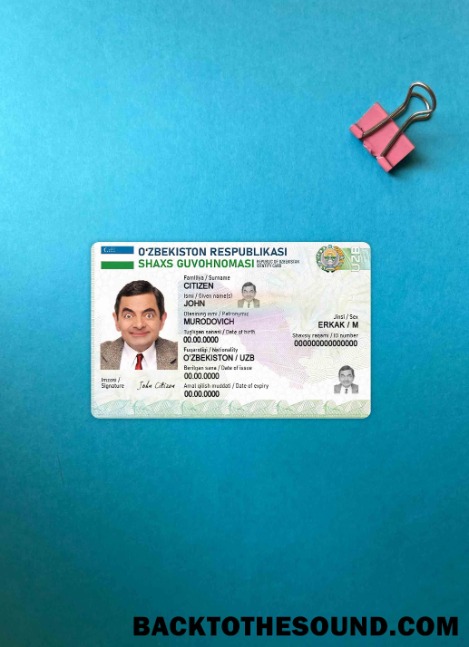 O‘ZBEKISTON RESPUBLIKASI
SHAXS GUVOHNOMASI
REPUBLIC OF UZBEKISTAN
IDENTITY CARD
UZB
Familiya / Surname
CITIZEN
Ismi / Given name(s)
JOHN
Otasining ismi / Patronymic
MURODOVICH
Tug‘ilgan sanasi / Date of birth
00.00.0000
Jinsi / Sex
ERKAK / M
Shaxsiy raqami / ID number
00000000000000
Fuqaroligi / Nationality
O‘ZBEKISTON / UZB
Berilgan sana / Date of issue
00.00.0000
Amal qilish muddati / Date of expiry
00.00.0000
Imzosi /
Signature
John Citizen
BACKTOTHESOUND.COM